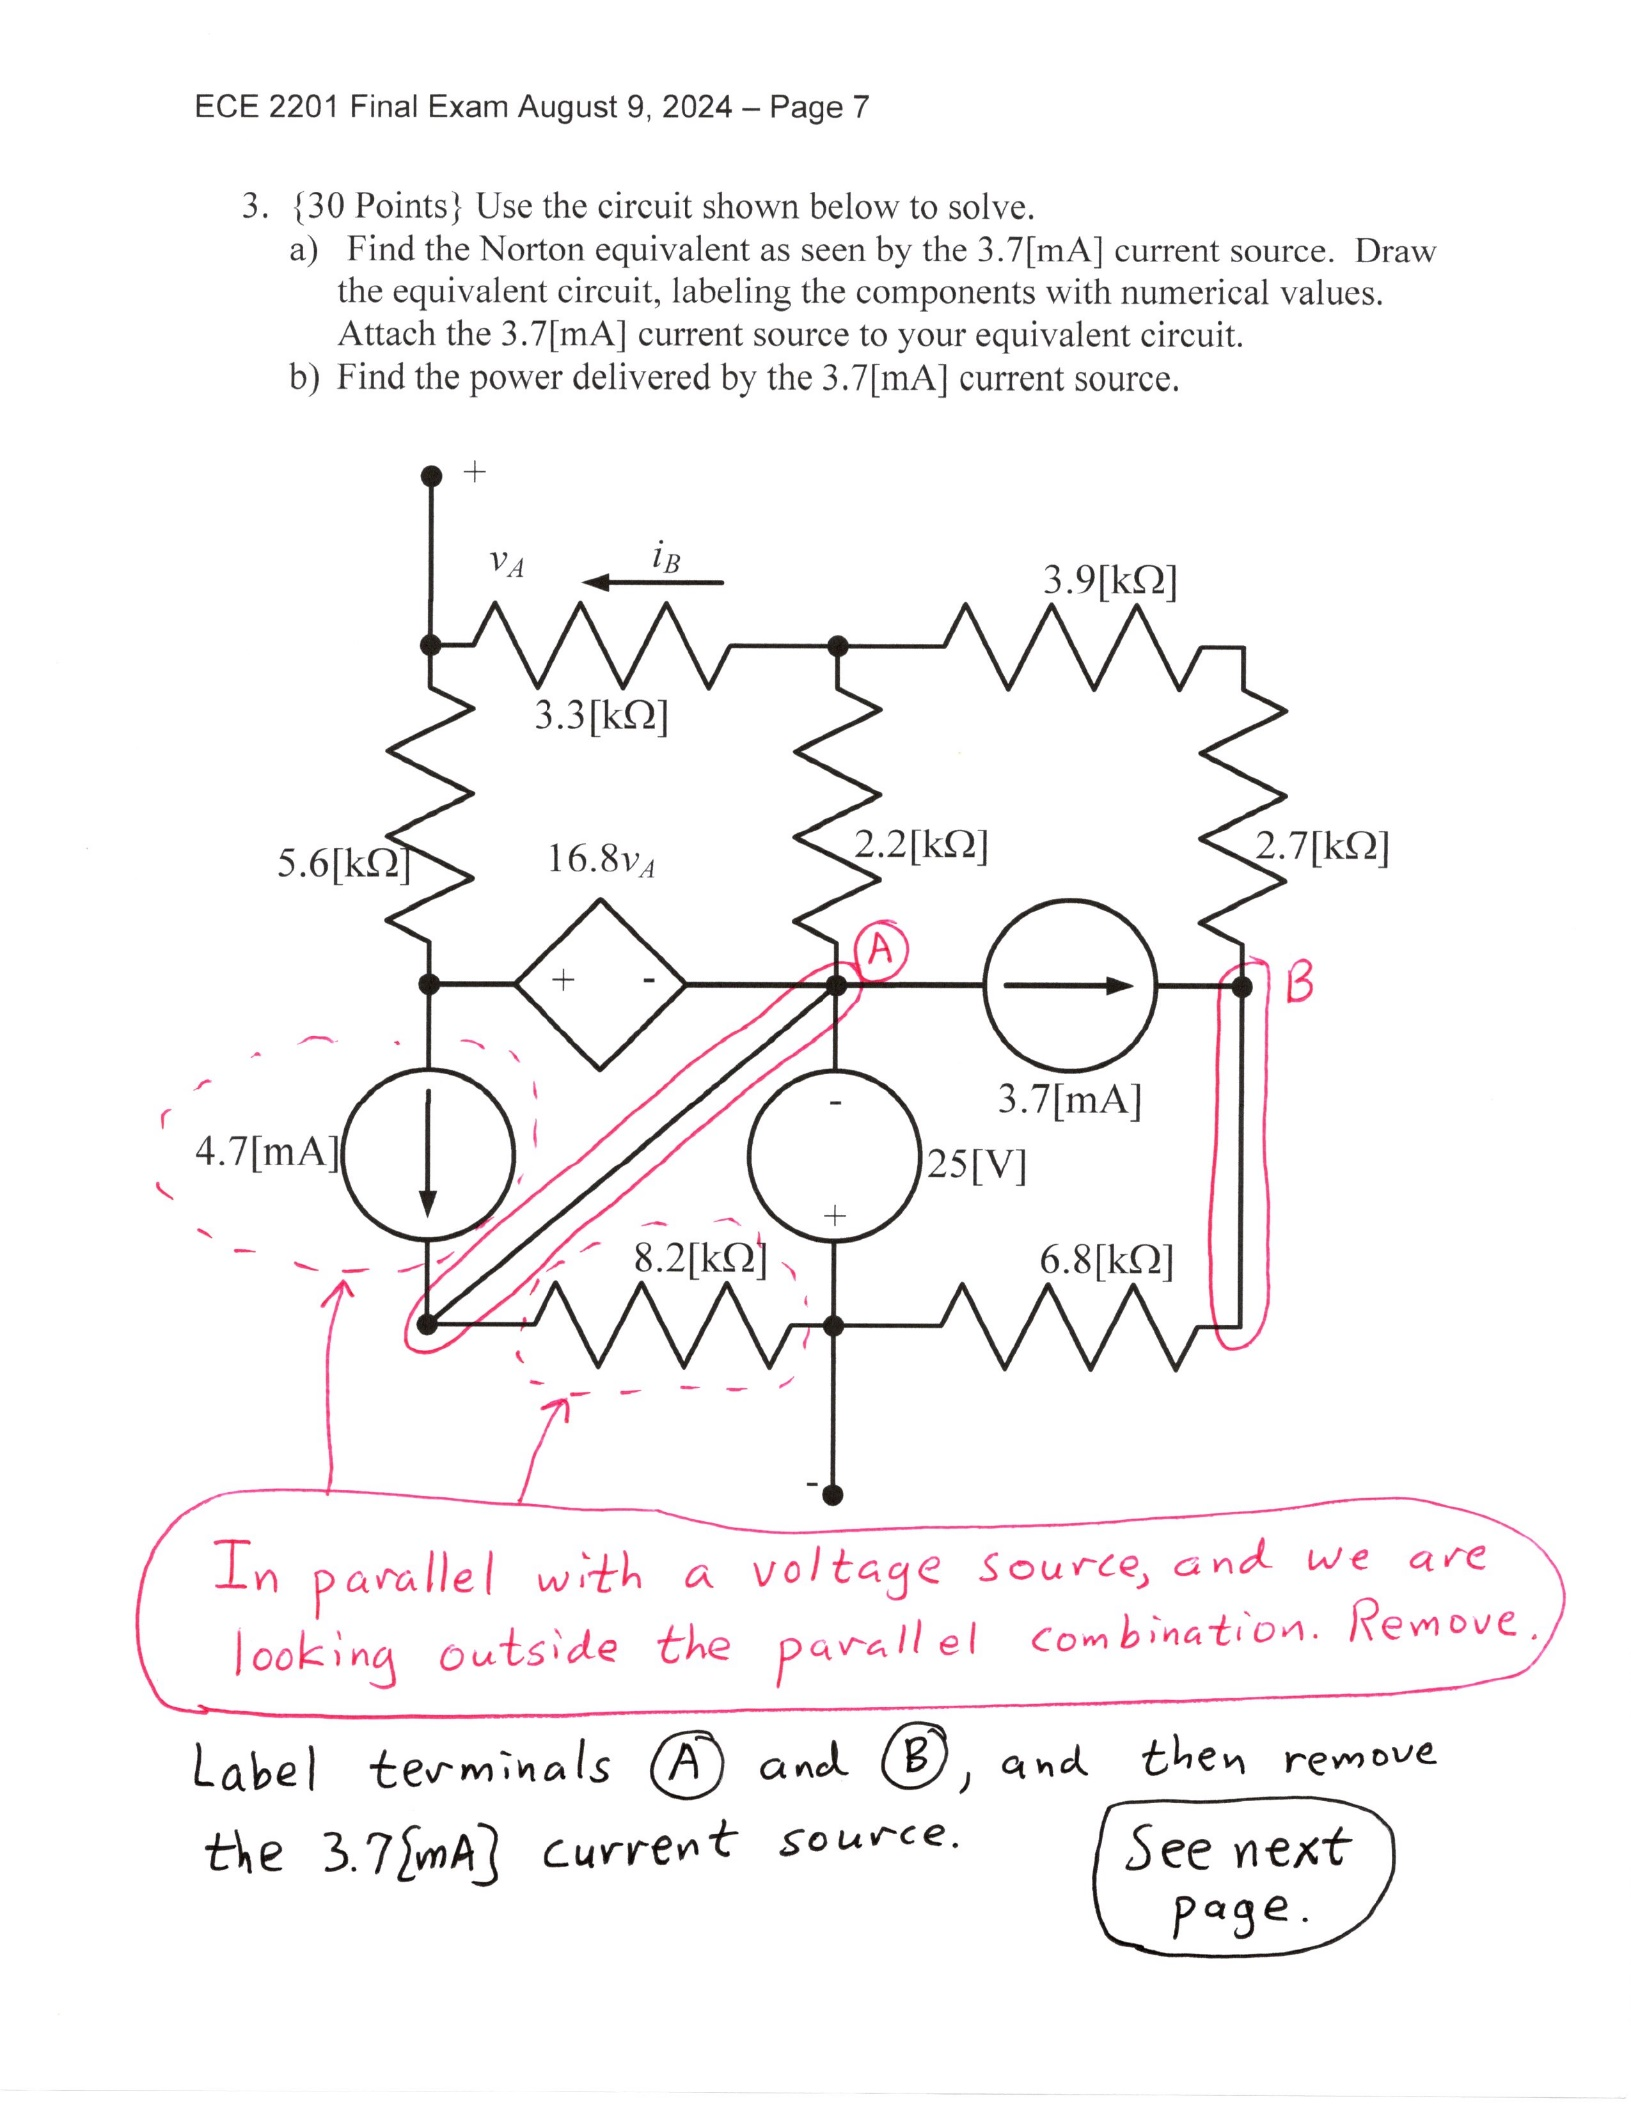 ECE 2201 Final Exam August 9, 2024 – Page 7
3. {30 Points} Use the circuit shown below to solve.
a) Find the Norton equivalent as seen by the 3.7[mA] current source. Draw
the equivalent circuit, labeling the components with numerical values.
Attach the 3.7[mA] current source to your equivalent circuit.
b) Find the power delivered by the 3.7[mA] current source.
+
vA
iB
3.9[kΩ]
3.3[kΩ]
5.6[kΩ]
16.8vA
2.2[kΩ]
2.7[kΩ]
A
+ -
B
-
3.7[mA]
4.7[mA]
25[V]
+
8.2[kΩ]
6.8[kΩ]
-
In parallel with a voltage source, and we are
looking outside the parallel combination. Remove.
Label terminals A and B, and then remove
the 3.7[mA] current source.
See next
page.